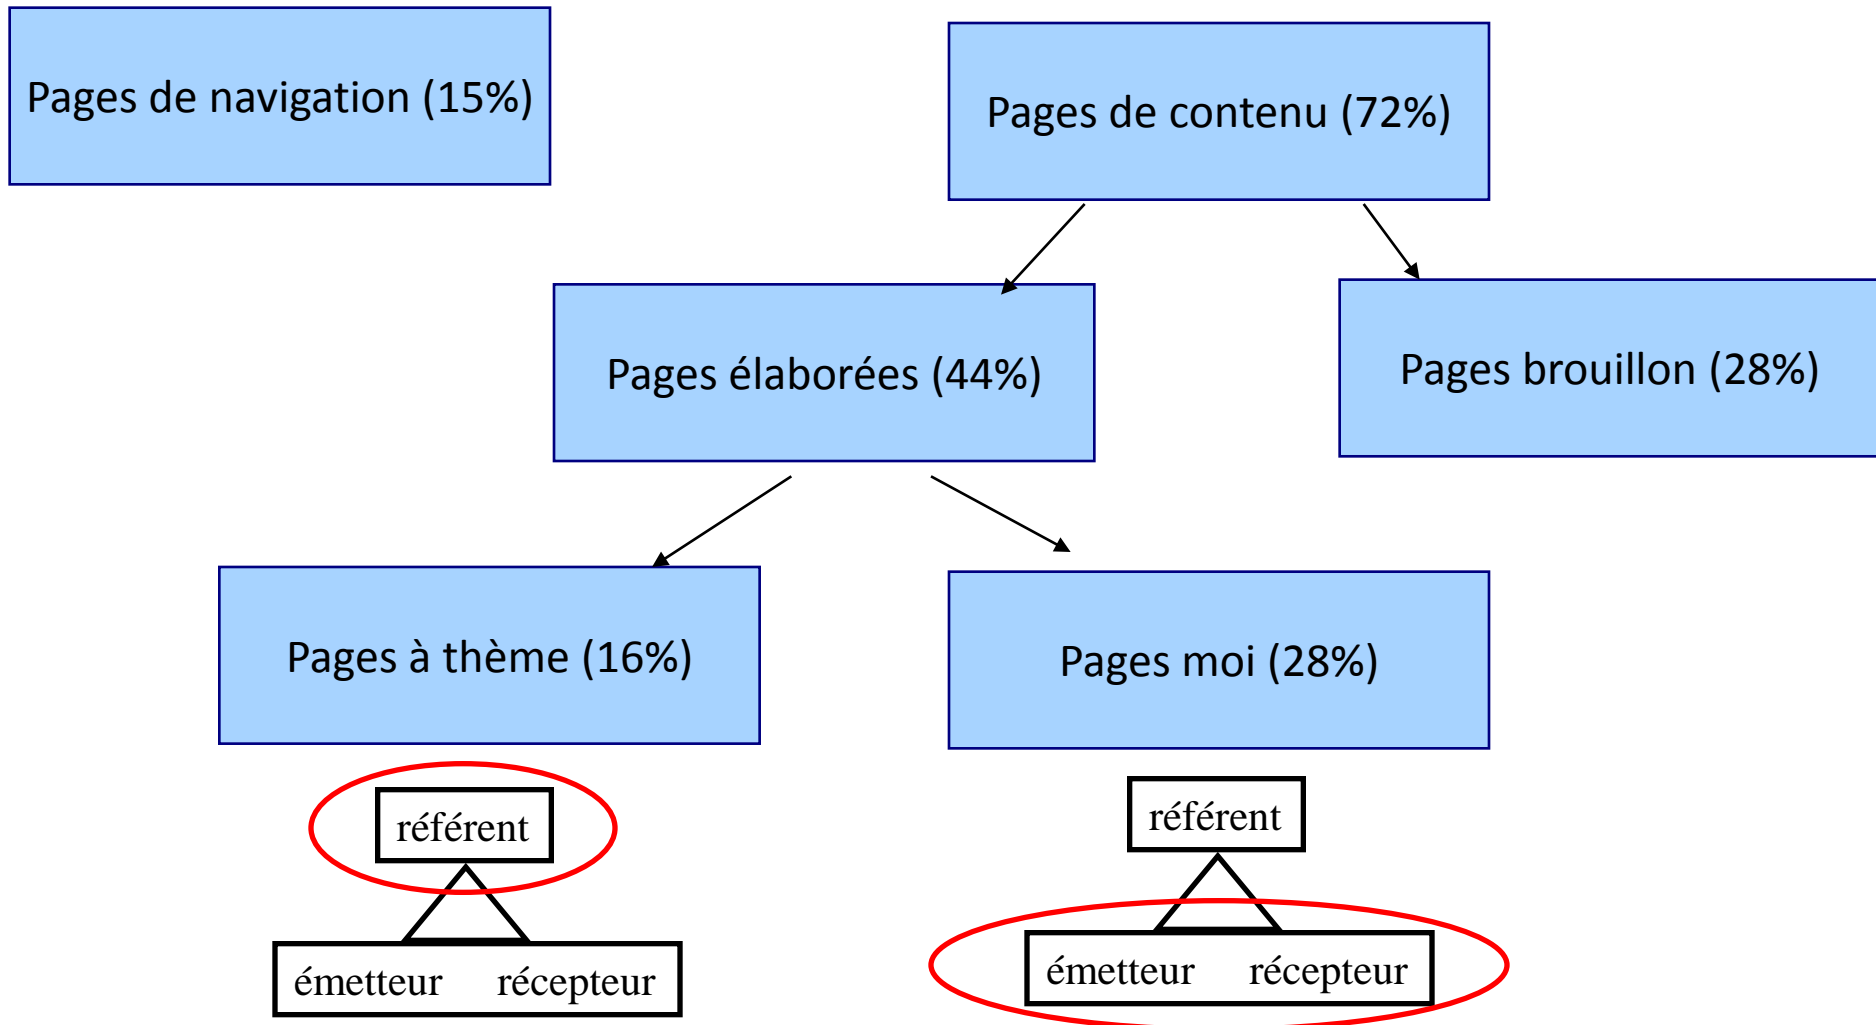 Pages de navigation (15%)
Pages de contenu (72%)
Pages élaborées (44%)
Pages brouillon (28%)
Pages à thème (16%)
Pages moi (28%)
référent
référent
émetteur récepteur
émetteur récepteur